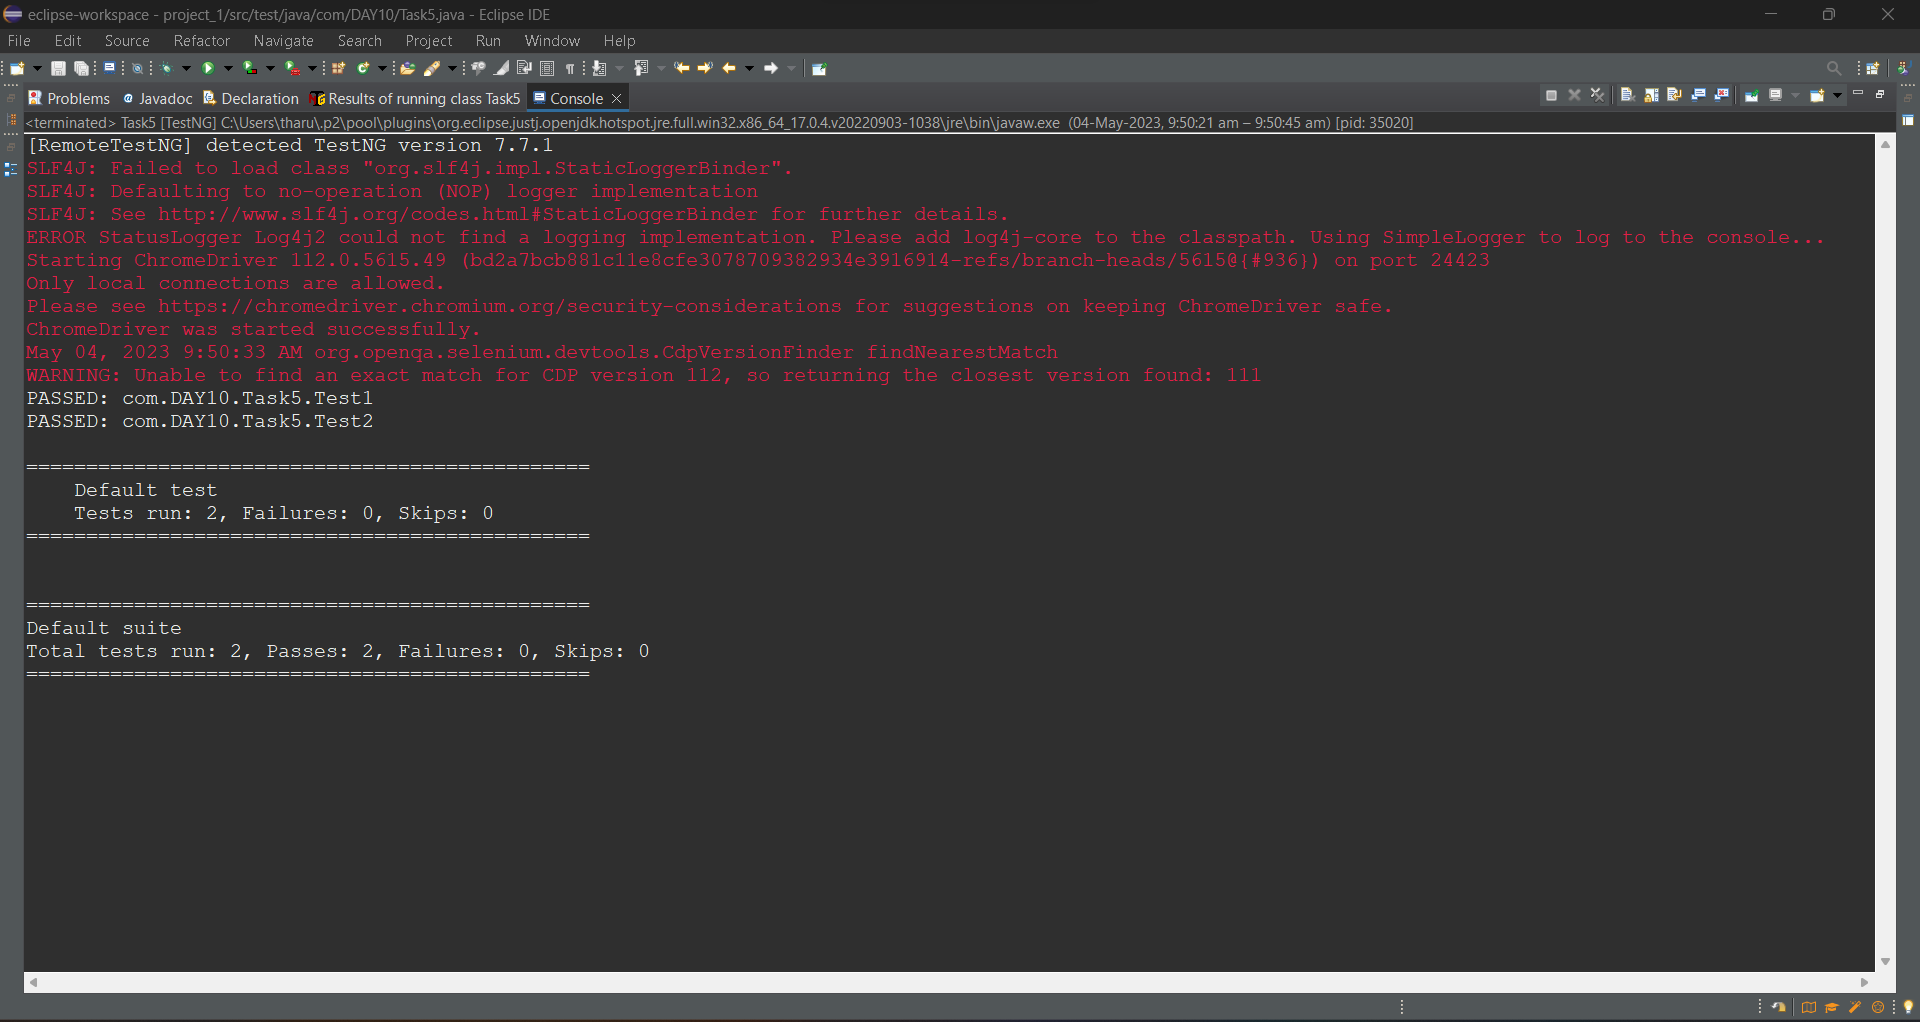 eclipse-workspace - project_1/src/test/java/com/DAY10/Task5.java - Eclipse IDE
File Edit Source Refactor Navigate Search Project Run Window Help
Problems Javadoc Declaration Results of running class Task5 Console
<terminated> Task5 [TestNG] C:\Users\tharu\.p2\pool\plugins\org.eclipse.justj.openjdk.hotspot.jre.full.win32.x86_64_17.0.4.v20220903-1038\jre\bin\javaw.exe (04-May-2023, 9:50:21 am – 9:50:45 am) [pid: 35020]
[RemoteTestNG] detected TestNG version 7.7.1
SLF4J: Failed to load class "org.slf4j.impl.StaticLoggerBinder".
SLF4J: Defaulting to no-operation (NOP) logger implementation
SLF4J: See http://www.slf4j.org/codes.html#StaticLoggerBinder for further details.
ERROR StatusLogger Log4j2 could not find a logging implementation. Please add log4j-core to the classpath. Using SimpleLogger to log to the console...
Starting ChromeDriver 112.0.5615.49 (bd2a7bcb881c11e8cfe3078709382934e3916914-refs/branch-heads/5615@{#936}) on port 24423
Only local connections are allowed.
Please see https://chromedriver.chromium.org/security-considerations for suggestions on keeping ChromeDriver safe.
ChromeDriver was started successfully.
May 04, 2023 9:50:33 AM org.openqa.selenium.devtools.CdpVersionFinder findNearestMatch
WARNING: Unable to find an exact match for CDP version 112, so returning the closest version found: 111
PASSED: com.DAY10.Task5.Test1
PASSED: com.DAY10.Task5.Test2
===============================================
Default test
Tests run: 2, Failures: 0, Skips: 0
===============================================
===============================================
Default suite
Total tests run: 2, Passes: 2, Failures: 0, Skips: 0
===============================================